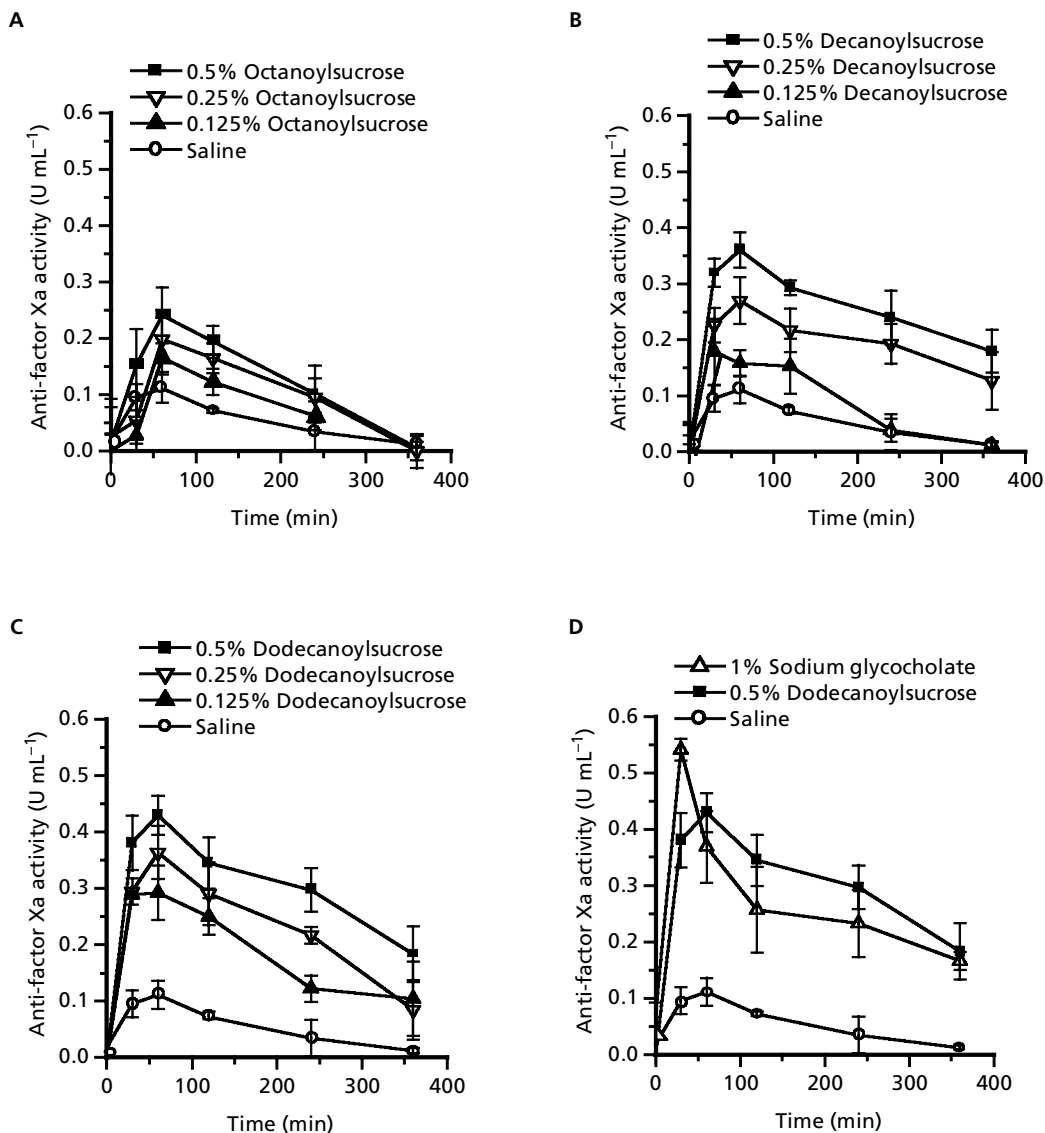 A
0.5% Octanoylsucrose
0.25% Octanoylsucrose
0.125% Octanoylsucrose
Saline
0.6
0.5
0.4
0.3
0.2
0.1
0.0
Anti-factor Xa activity (U mL⁻¹)
0 100 200 300 400
Time (min)
B
0.5% Decanoylsucrose
0.25% Decanoylsucrose
0.125% Decanoylsucrose
Saline
0.6
0.5
0.4
0.3
0.2
0.1
0.0
Anti-factor Xa activity (U mL⁻¹)
0 100 200 300 400
Time (min)
C
0.5% Dodecanoylsucrose
0.25% Dodecanoylsucrose
0.125% Dodecanoylsucrose
Saline
0.6
0.5
0.4
0.3
0.2
0.1
0.0
Anti-factor Xa activity (U mL⁻¹)
0 100 200 300 400
Time (min)
D
1% Sodium glycocholate
0.5% Dodecanoylsucrose
Saline
0.6
0.5
0.4
0.3
0.2
0.1
0.0
Anti-factor Xa activity (U mL⁻¹)
0 100 200 300 400
Time (min)